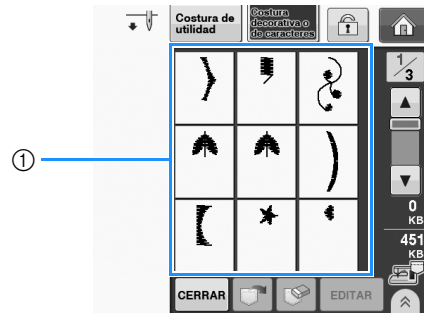 Costura de
utilidad
Costura
decorativa o
de caracteres
1/3
①
0
KB
451
KB
CERRAR
EDITAR